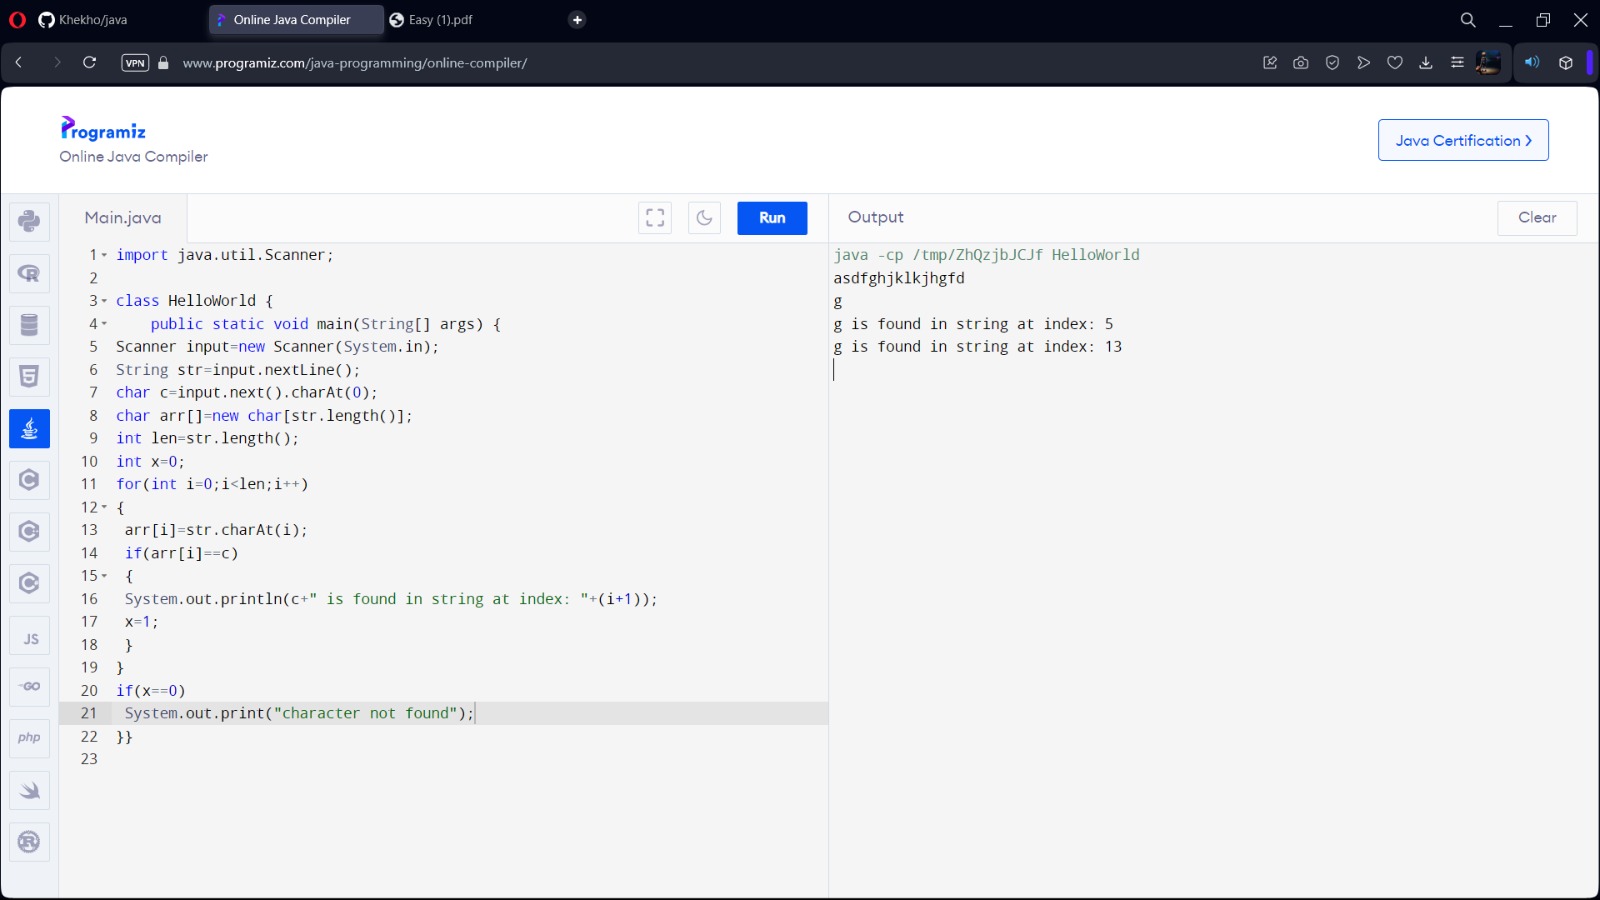 Khekho/java
Online Java Compiler
Easy (1).pdf
VPN
www.programiz.com/java-programming/online-compiler/
Programiz
Online Java Compiler
Java Certification
Main.java
Run
Output
Clear
1 import java.util.Scanner;
2
3 class HelloWorld {
4     public static void main(String[] args) {
5 Scanner input=new Scanner(System.in);
6 String str=input.nextLine();
7 char c=input.next().charAt(0);
8 char arr[]=new char[str.length()];
9 int len=str.length();
10 int x=0;
11 for(int i=0;i<len;i++)
12 {
13  arr[i]=str.charAt(i);
14  if(arr[i]==c)
15  {
16  System.out.println(c+" is found in string at index: "+(i+1));
17  x=1;
18  }
19 }
20 if(x==0)
21  System.out.print("character not found");
22 }}
23
java -cp /tmp/ZhQzjbJCJf HelloWorld
asdfghjklkjhgfd
g
g is found in string at index: 5
g is found in string at index: 13
R
JS
GO
php